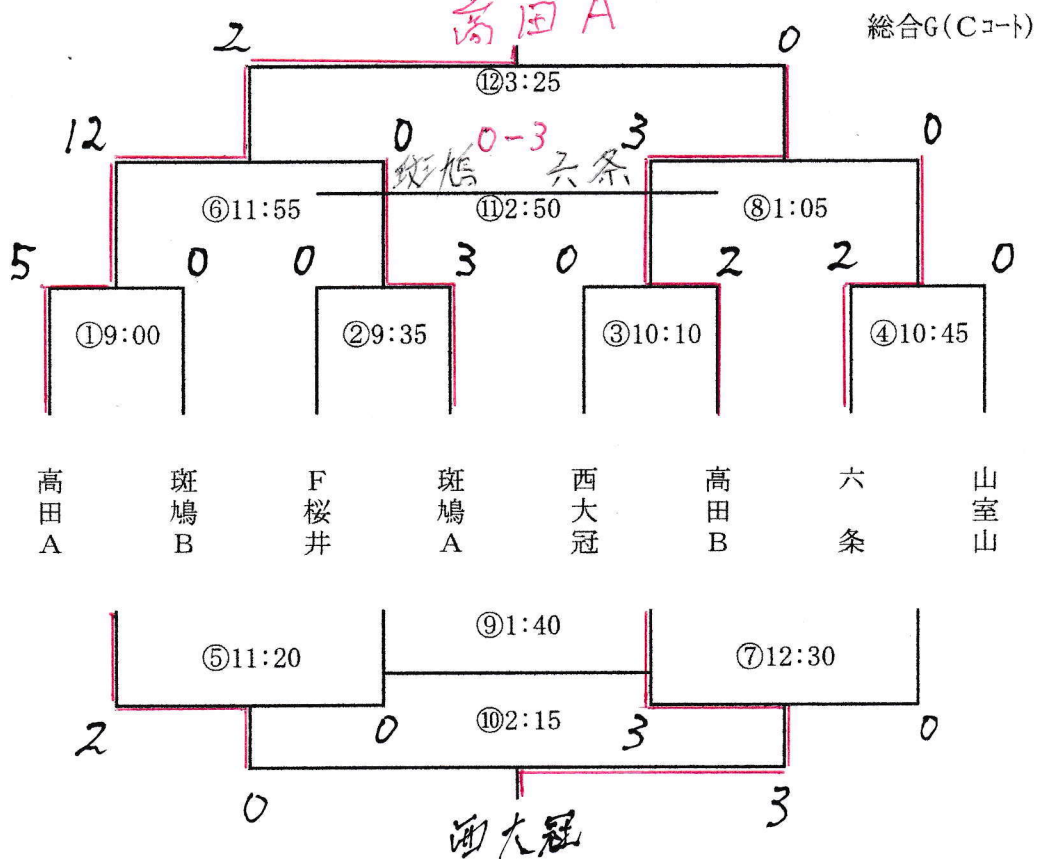 高田A
総合G(Cコート)
2 0
⑫3:25
12 0 0-3 3 0
斑鳩 六条
⑥11:55 ⑪2:50 ⑧1:05
5 0 0 3 0 2 2 0
①9:00 ②9:35 ③10:10 ④10:45
高田A
斑鳩B
F桜井
斑鳩A
西大冠
高田B
六条
山室山
⑨1:40
⑤11:20 ⑦12:30
⑩2:15
2 0 3 0
0 3
西大冠